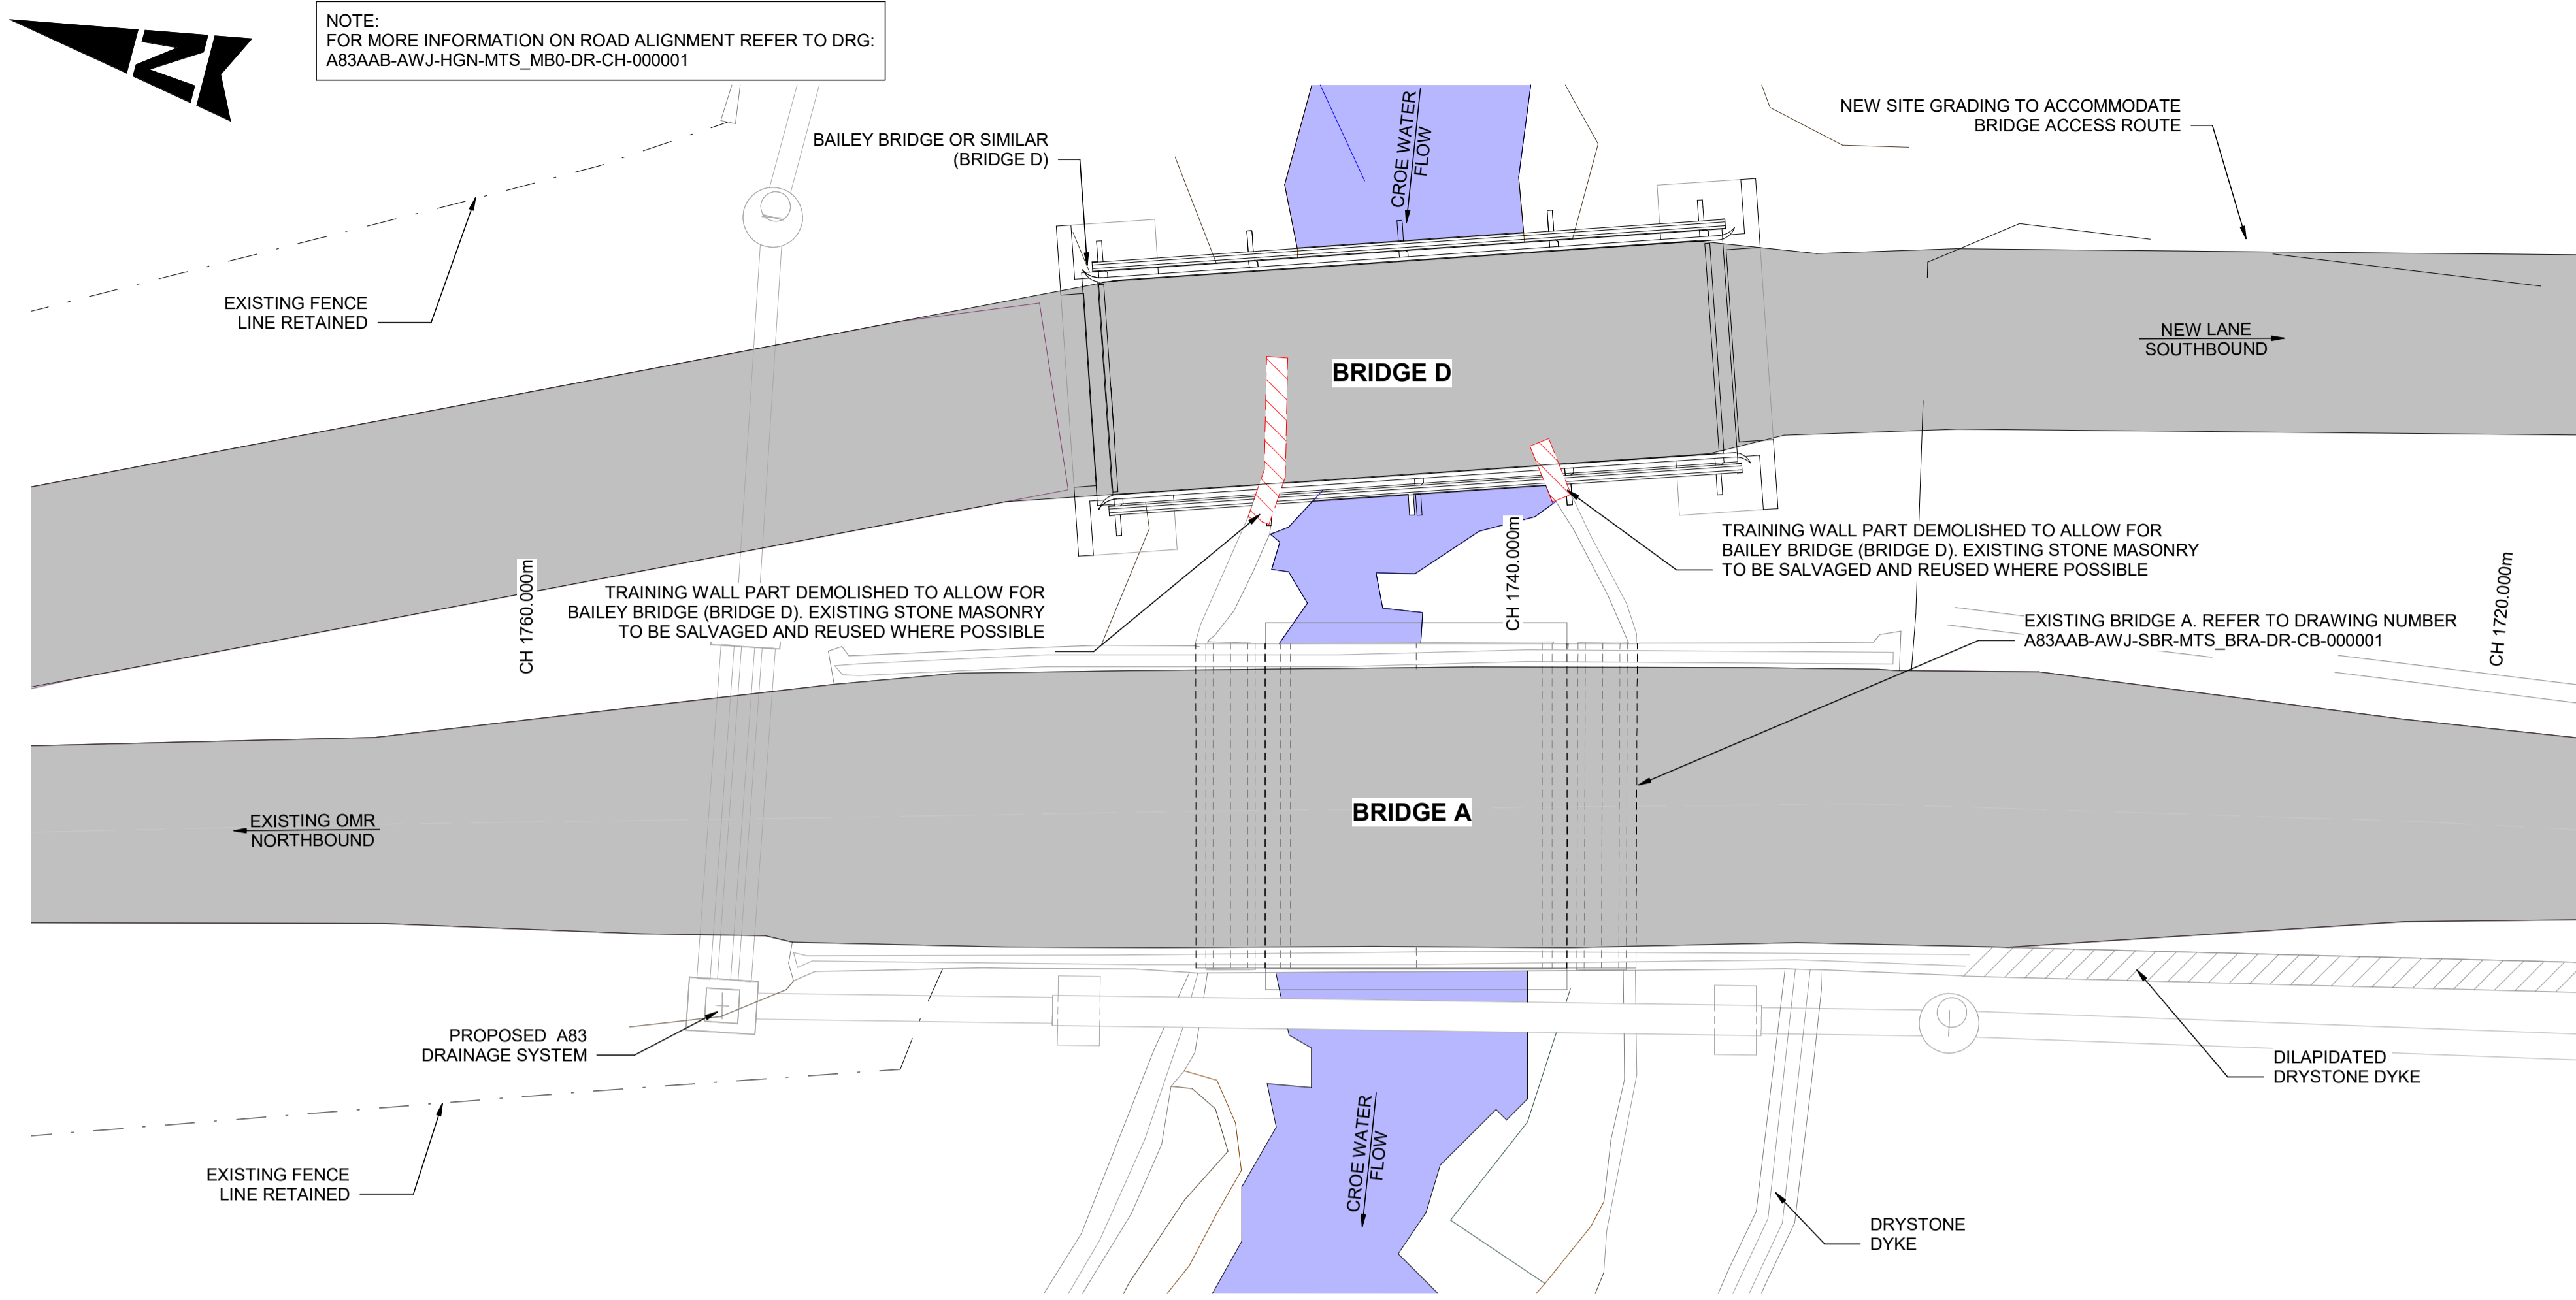 NOTE:
FOR MORE INFORMATION ON ROAD ALIGNMENT REFER TO DRG:
A83AAB-AWJ-HGN-MTS_MB0-DR-CH-000001
N
BAILEY BRIDGE OR SIMILAR
(BRIDGE D)
CROE WATER
FLOW
NEW SITE GRADING TO ACCOMMODATE
BRIDGE ACCESS ROUTE
EXISTING FENCE
LINE RETAINED
NEW LANE
SOUTHBOUND
BRIDGE D
TRAINING WALL PART DEMOLISHED TO ALLOW FOR
BAILEY BRIDGE (BRIDGE D). EXISTING STONE MASONRY
TO BE SALVAGED AND REUSED WHERE POSSIBLE
CH 1760.000m
TRAINING WALL PART DEMOLISHED TO ALLOW FOR
BAILEY BRIDGE (BRIDGE D). EXISTING STONE MASONRY
TO BE SALVAGED AND REUSED WHERE POSSIBLE
CH 1740.000m
EXISTING BRIDGE A. REFER TO DRAWING NUMBER
A83AAB-AWJ-SBR-MTS_BRA-DR-CB-000001
CH 1720.000m
EXISTING OMR
NORTHBOUND
BRIDGE A
PROPOSED A83
DRAINAGE SYSTEM
DILAPIDATED
DRYSTONE DYKE
CROE WATER
FLOW
EXISTING FENCE
LINE RETAINED
DRYSTONE
DYKE